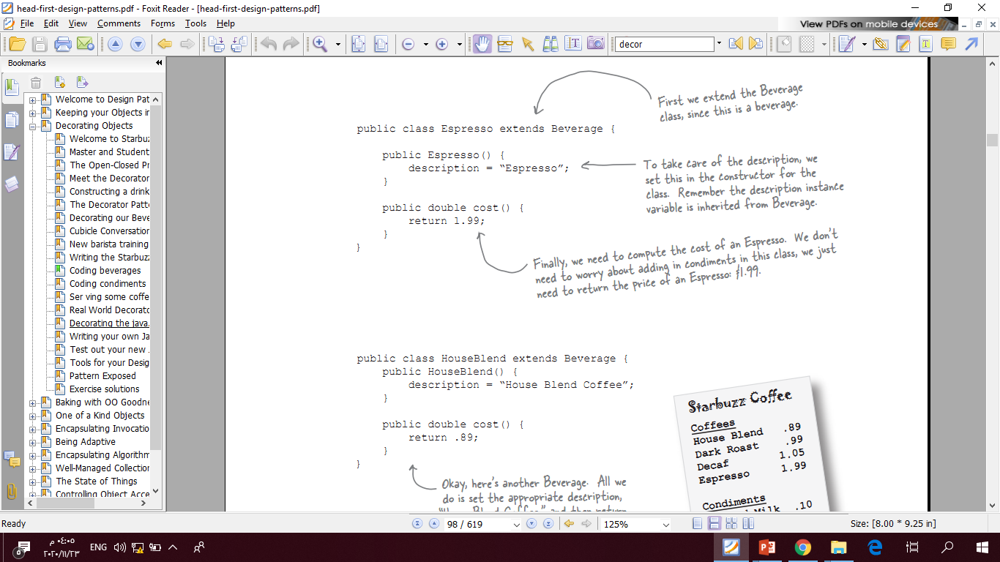 head-first-design-patterns.pdf - Foxit Reader - [head-first-design-patterns.pdf]
File Edit View Comments Forms Tools Help
View PDFs on mobile devices
decor
Bookmarks
Welcome to Design Pat
Keeping your Objects in
Decorating Objects
Welcome to Starbuz
Master and Student
The Open-Closed Pr
Meet the Decorator
Constructing a drink
The Decorator Patt
Decorating our Beve
Cubicle Conversation
New barista training
Writing the Starbuzz
Coding beverages
Coding condiments
Ser ving some coffe
Real World Decorato
Decorating the java.
Writing your own Ja
Test out your new
Tools for your Desig
Pattern Exposed
Exercise solutions
Baking with OO Goodne
One of a Kind Objects
Encapsulating Invocatio
Being Adaptive
Encapsulating Algorithm
Well-Managed Collection
The State of Things
Controlling Object Acce
First we extend the Beverage
class, since this is a beverage.
public class Espresso extends Beverage {
public Espresso() {
description = “Espresso”;
}
To take care of the description, we
set this in the constructor for the
class. Remember the description instance
variable is inherited from Beverage.
public double cost() {
return 1.99;
}
}
Finally, we need to compute the cost of an Espresso. We don't
need to worry about adding in condiments in this class, we just
need to return the price of an Espresso: $1.99.
public class HouseBlend extends Beverage {
public HouseBlend() {
description = “House Blend Coffee”;
}
public double cost() {
return .89;
}
}
Okay, here's another Beverage. All we
do is set the appropriate description,
"House Blend Coffee," and then return
Starbuzz Coffee
Coffees
House Blend .89
Dark Roast .99
Decaf 1.05
Espresso 1.99
Condiments
Milk .10
Ready
98 / 619
125%
Size: [8.00 * 9.25 in]
ENG
٠٤:٠٥ م
٢٠٢٠/١١/٢٣
٥